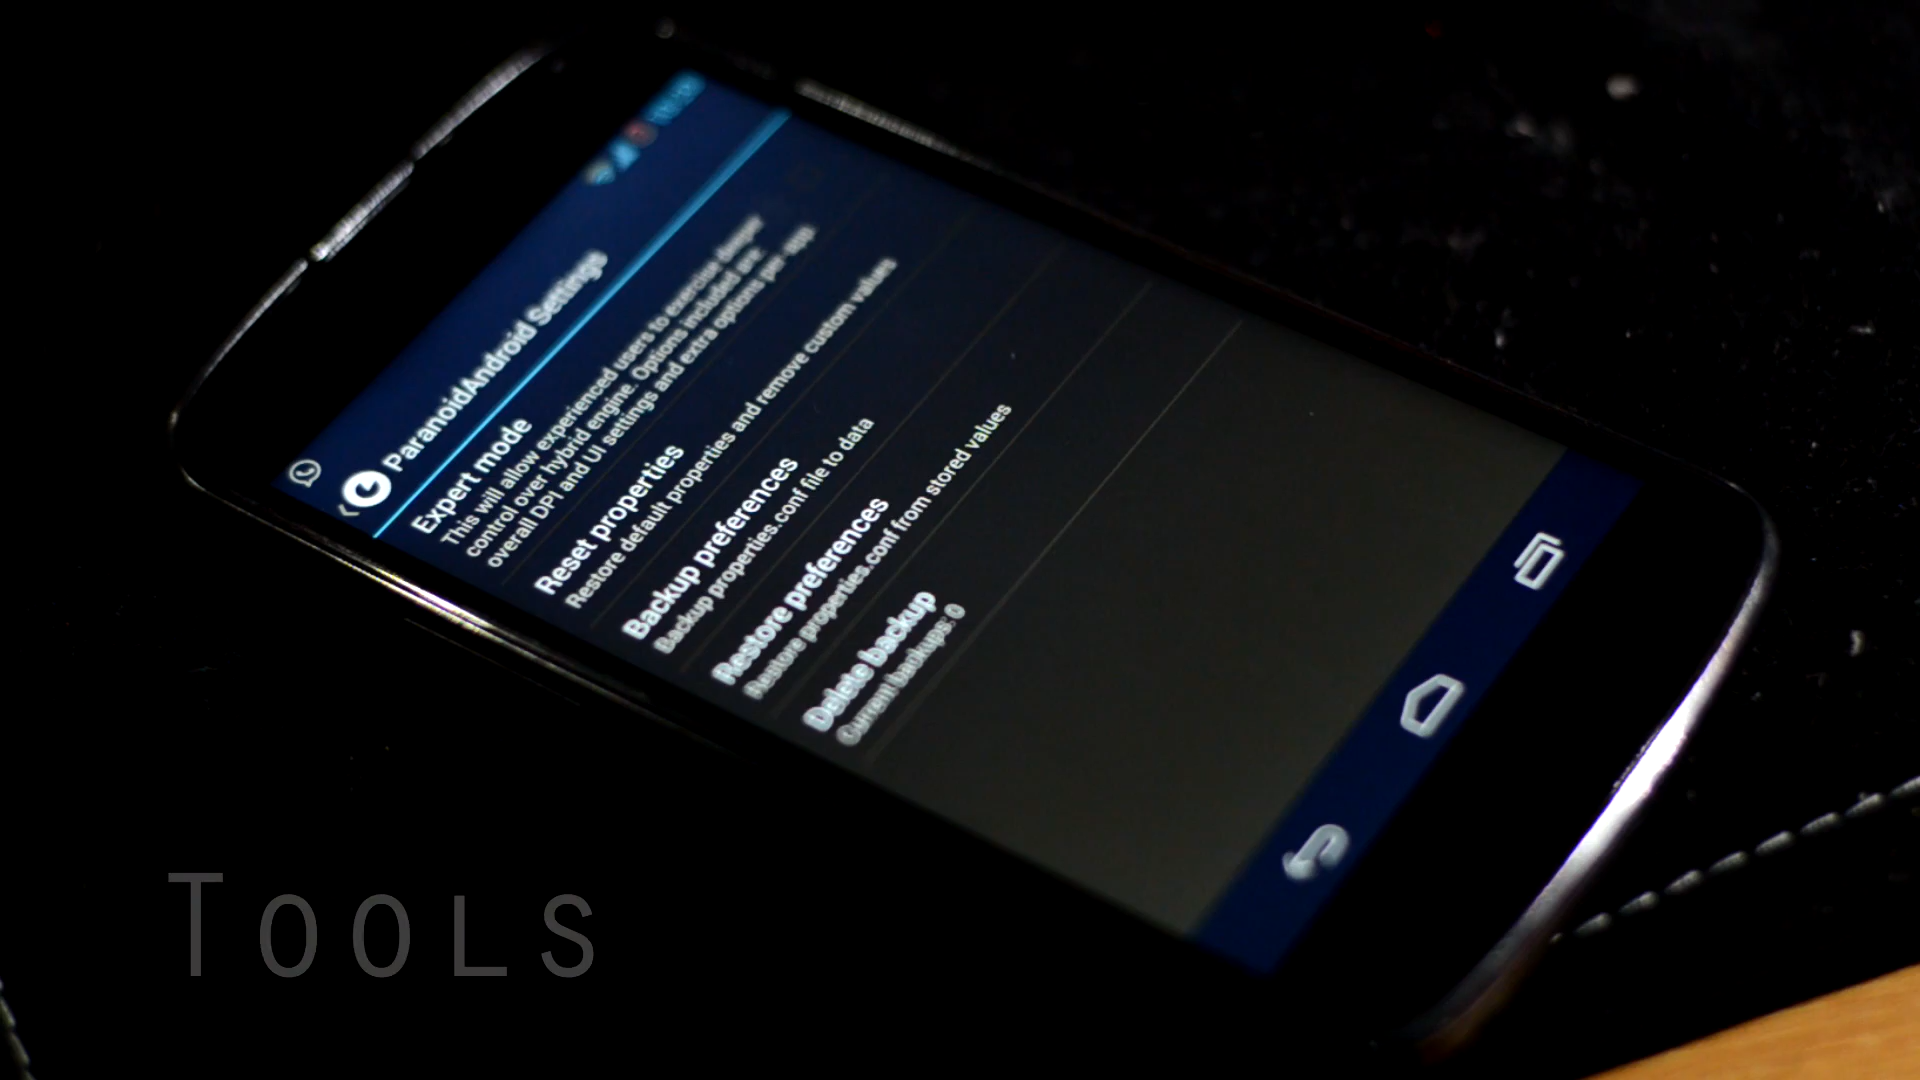 ParanoidAndroid Settings
Expert mode
This will allow experienced users to exercise deeper
control over hybrid engine. Options included are
overall DPI and UI settings and extra options per-app
Reset properties
Restore default properties and remove custom values
Backup preferences
Backup properties.conf file to data
Restore preferences
Restore properties.conf from stored values
Delete backup
Current backups: 0
Tools